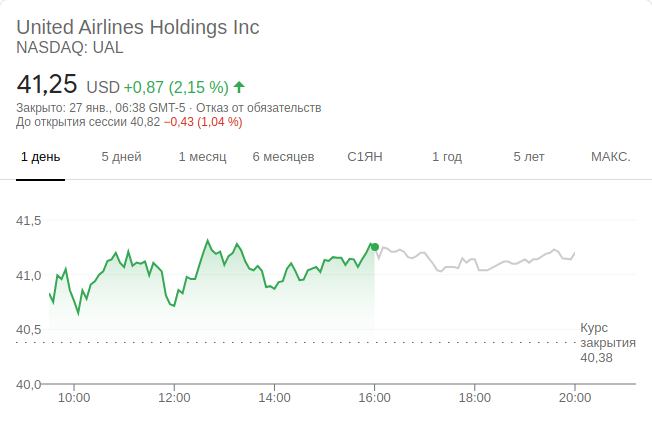 United Airlines Holdings Inc
NASDAQ: UAL
41,25 USD +0,87 (2,15 %)
Закрыто: 27 янв., 06:38 GMT-5 · Отказ от обязательств
До открытия сессии 40,82 −0,43 (1,04 %)
1 день 5 дней 1 месяц 6 месяцев С1ЯН 1 год 5 лет МАКС.
41,5
41,0
40,5
Курс
закрытия
40,38
40,0
10:00 12:00 14:00 16:00 18:00 20:00